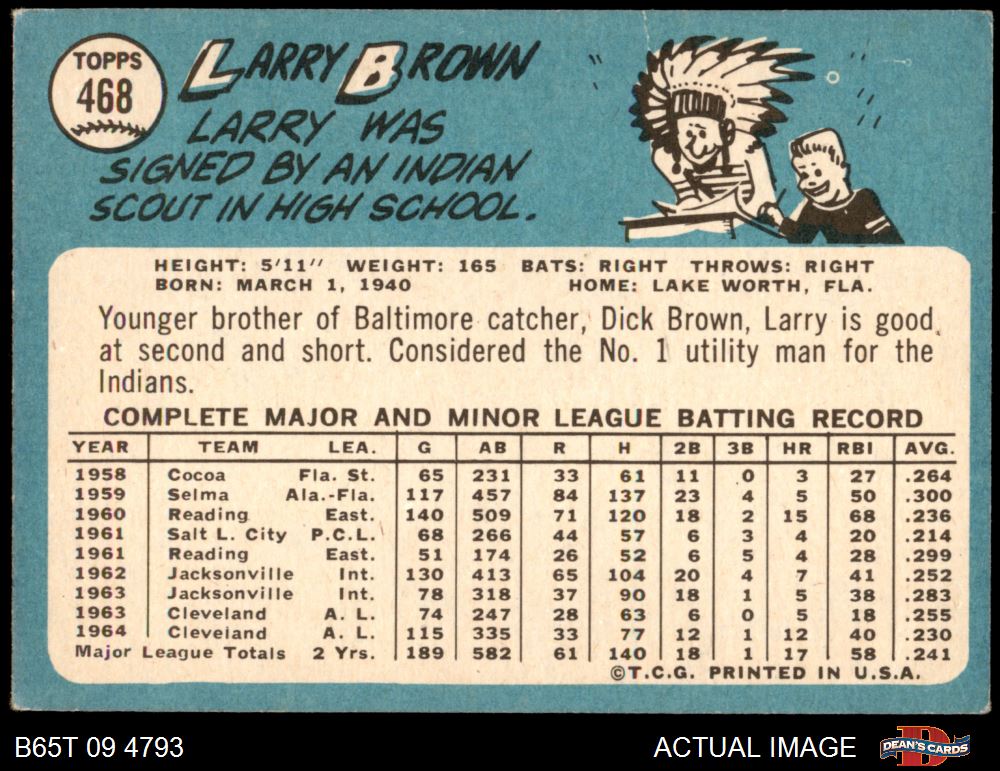 TOPPS
468
LARRY BROWN
LARRY WAS
SIGNED BY AN INDIAN
SCOUT IN HIGH SCHOOL.
HEIGHT: 5'11" WEIGHT: 165 BATS: RIGHT THROWS: RIGHT
BORN: MARCH 1, 1940 HOME: LAKE WORTH, FLA.
Younger brother of Baltimore catcher, Dick Brown, Larry is good
at second and short. Considered the No. 1 utility man for the
Indians.
COMPLETE MAJOR AND MINOR LEAGUE BATTING RECORD
YEAR TEAM LEA. G AB R H 2B 3B HR RBI AVG.
1958 Cocoa Fla. St. 65 231 33 61 11 0 3 27 .264
1959 Selma Ala.-Fla. 117 457 84 137 23 4 5 50 .300
1960 Reading East. 140 509 71 120 18 2 15 68 .236
1961 Salt L. City P.C.L. 68 266 44 57 6 3 4 20 .214
1961 Reading East. 51 174 26 52 6 5 4 28 .299
1962 Jacksonville Int. 130 413 65 104 20 4 7 41 .252
1963 Jacksonville Int. 78 318 37 90 18 1 5 38 .283
1963 Cleveland A. L. 74 247 28 63 6 0 5 18 .255
1964 Cleveland A. L. 115 335 33 77 12 1 12 40 .230
Major League Totals 2 Yrs. 189 582 61 140 18 1 17 58 .241
©T.C.G. PRINTED IN U.S.A.
B65T 09 4793 ACTUAL IMAGE DEAN'S CARDS